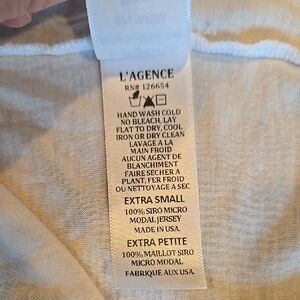 L'AGENCE
RN# 126654
HAND WASH COLD
NO BLEACH, LAY
FLAT TO DRY, COOL
IRON OR DRY CLEAN
LAVAGE A LA
MAIN FROID
AUCUN AGENT DE
BLANCHIMENT
FAIRE SECHER A
PLANT, FER FROID
OU NETTOYAGE A SEC
EXTRA SMALL
100% SIRO MICRO
MODAL JERSEY
MADE IN USA.
EXTRA PETITE
100% MAILLOT SIRO
MICRO MODAL
FABRIQUE AUX USA.